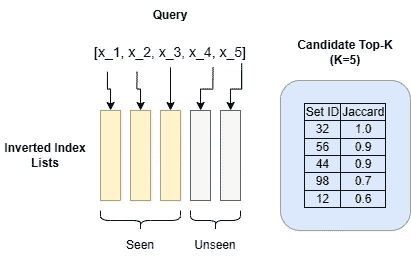 Query
[x_1, x_2, x_3, x_4, x_5]
Inverted Index
Lists
Seen
Unseen
Candidate Top-K
(K=5)
Set ID Jaccard
32 1.0
56 0.9
44 0.9
98 0.7
12 0.6